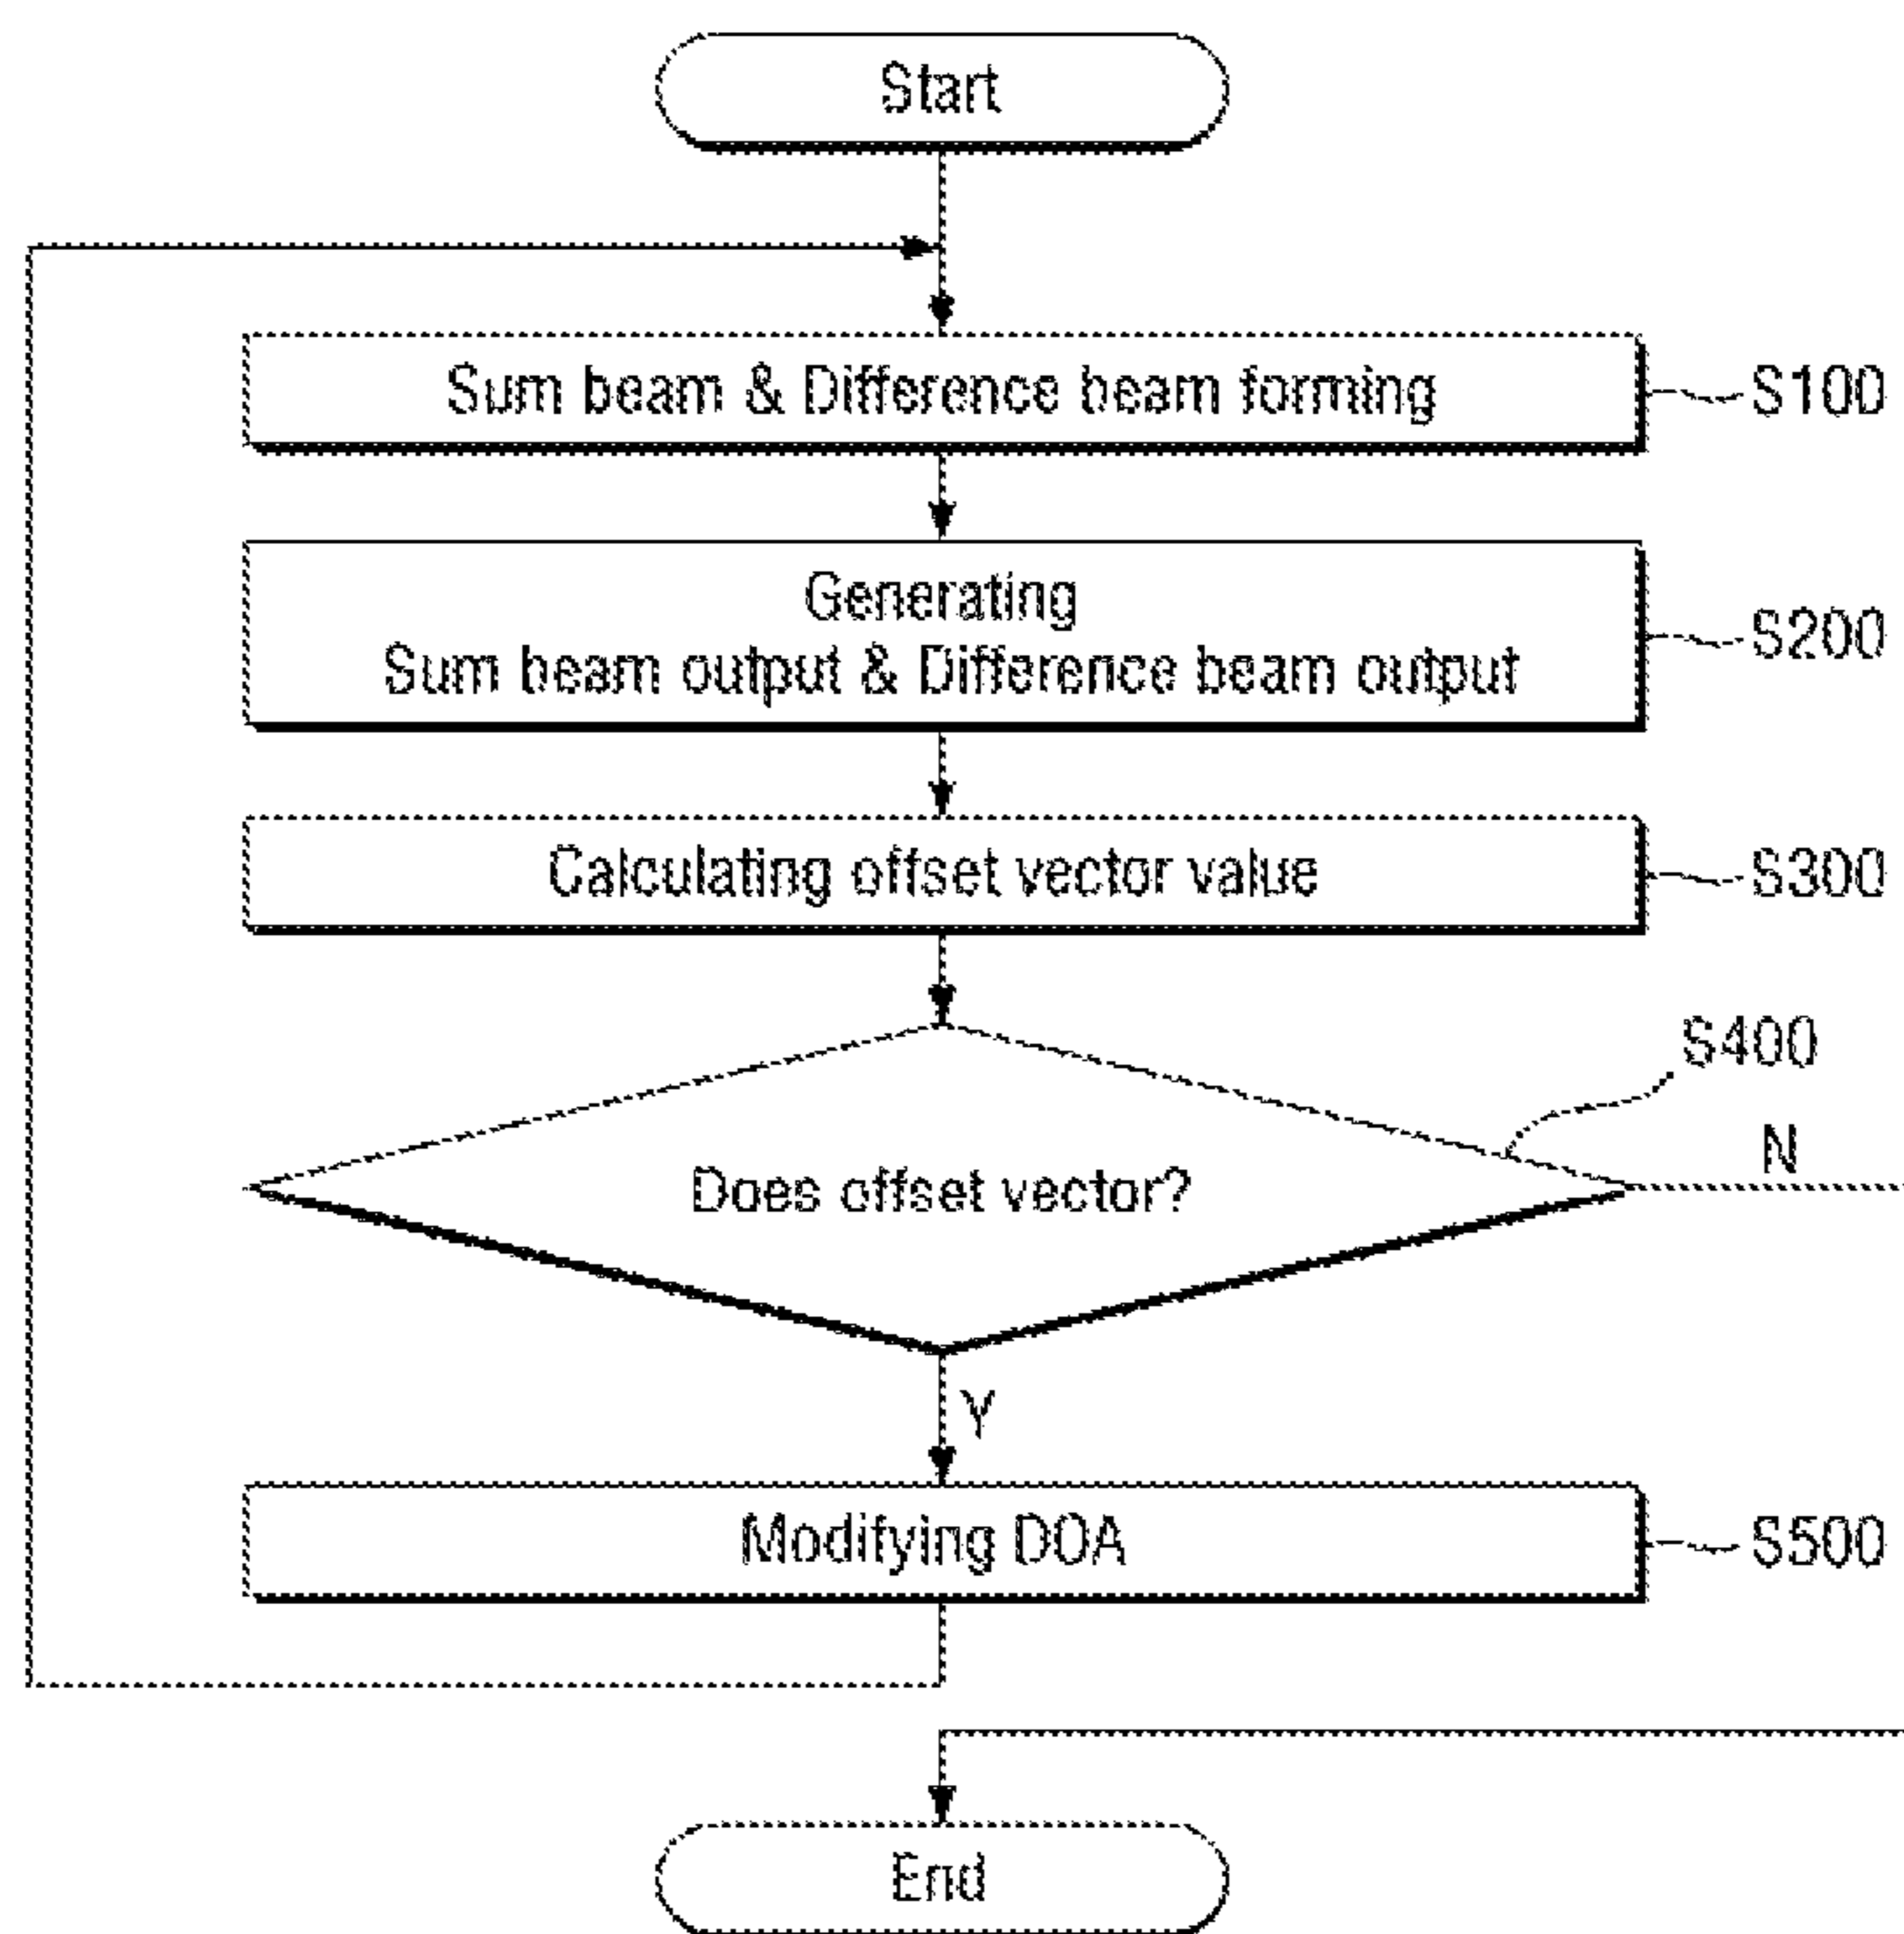 Start
Sum beam & Difference beam forming
S100
Generating
Sum beam output & Difference beam output
S200
Calculating offset vector value
S300
S400
Does offset vector?
N
Y
Modifying DOA
S500
End